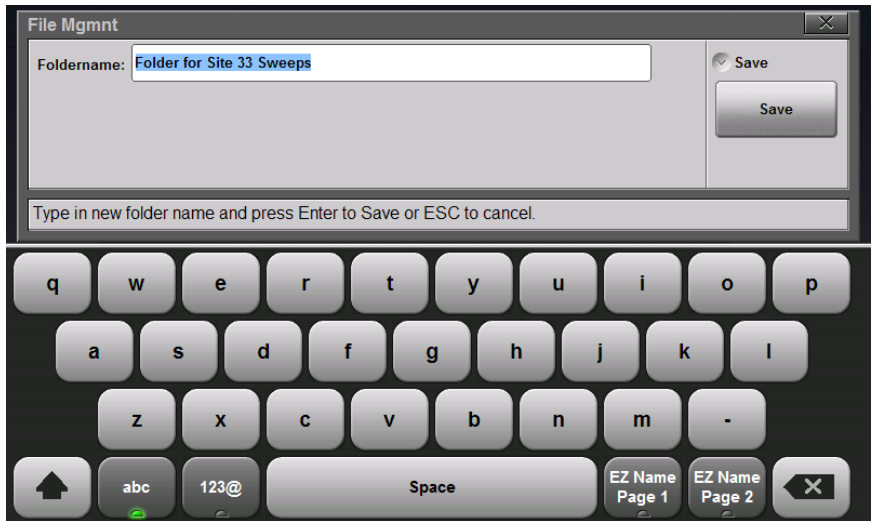 File Mgmnt
Foldername: Folder for Site 33 Sweeps
Save
Save
Type in new folder name and press Enter to Save or ESC to cancel.
q w e r t y u i o p
a s d f g h j k l
z x c v b n m -
abc 123@ Space EZ Name Page 1 EZ Name Page 2